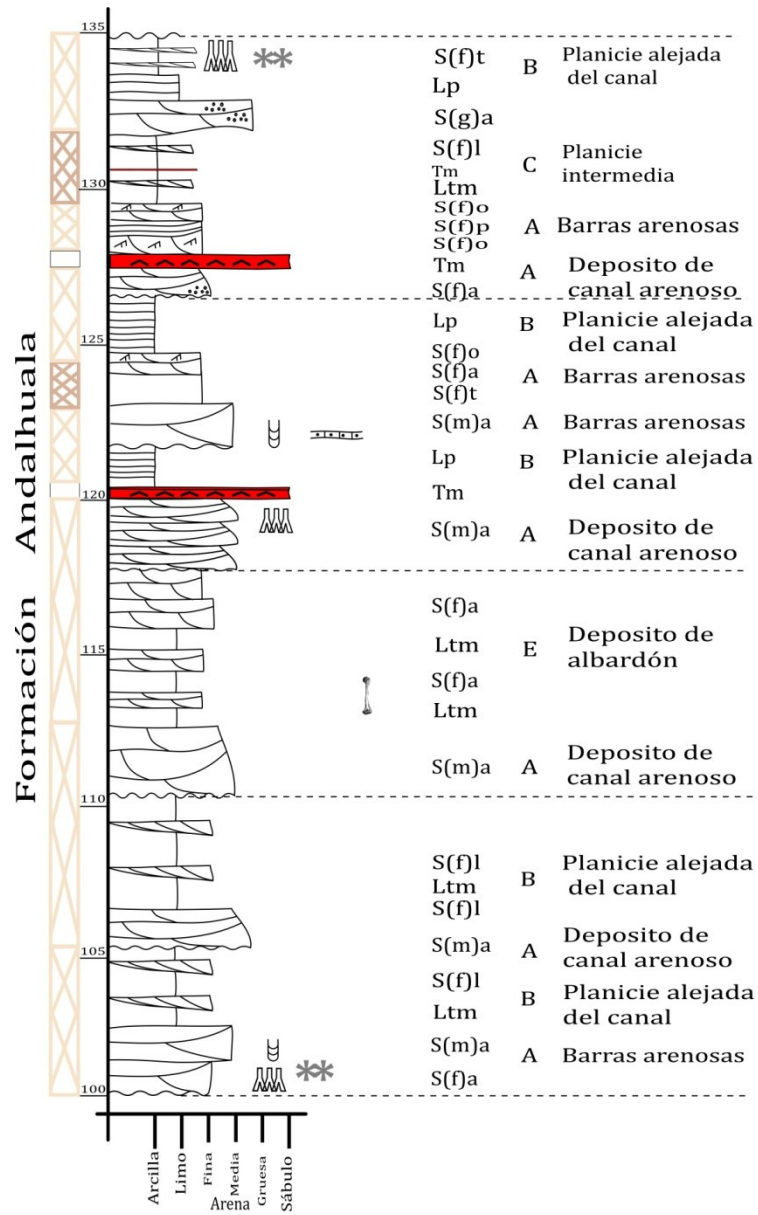 135
S(f)t B Planicie alejada
del canal
Lp
S(g)a
S(f)l
Tm C Planicie
intermedia
130
Ltm
S(f)o
S(f)p A Barras arenosas
S(f)o
Tm A Deposito de
canal arenoso
S(f)a
Lp B Planicie alejada
del canal
125
S(f)o
S(f)a A Barras arenosas
S(f)t
S(m)a A Barras arenosas
Lp B Planicie alejada
del canal
120
Tm
S(m)a A Deposito de
canal arenoso
S(f)a
115
Ltm E Deposito de
albardón
S(f)a
Ltm
S(m)a A Deposito de
canal arenoso
110
S(f)l
Ltm B Planicie alejada
del canal
S(f)l
105
S(m)a A Deposito de
canal arenoso
S(f)l
B Planicie alejada
del canal
Ltm
S(m)a A Barras arenosas
S(f)a
100
Formación Andalhuala
Arcilla
Limo
Fina
Media
Gruesa
Sábulo
Arena